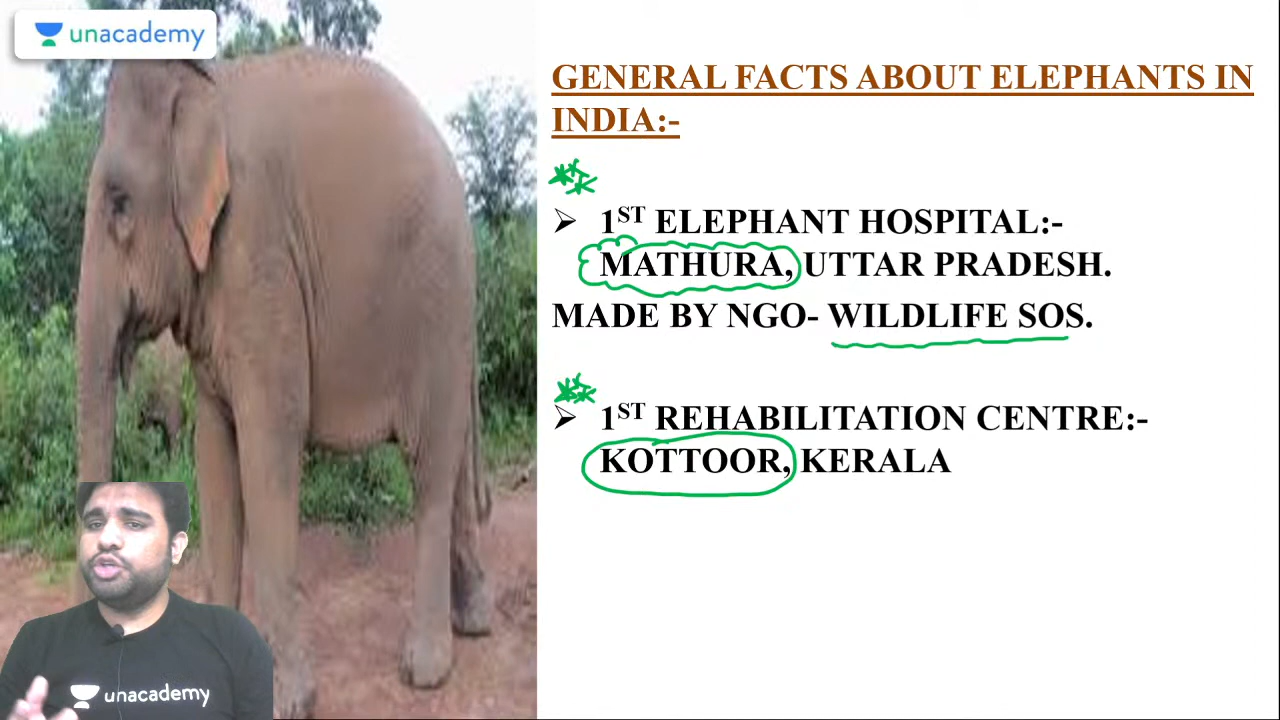 unacademy
GENERAL FACTS ABOUT ELEPHANTS IN
INDIA:-
➢ 1ST ELEPHANT HOSPITAL:-
MATHURA, UTTAR PRADESH.
MADE BY NGO- WILDLIFE SOS.
➢ 1ST REHABILITATION CENTRE:-
KOTTOOR, KERALA
unacademy